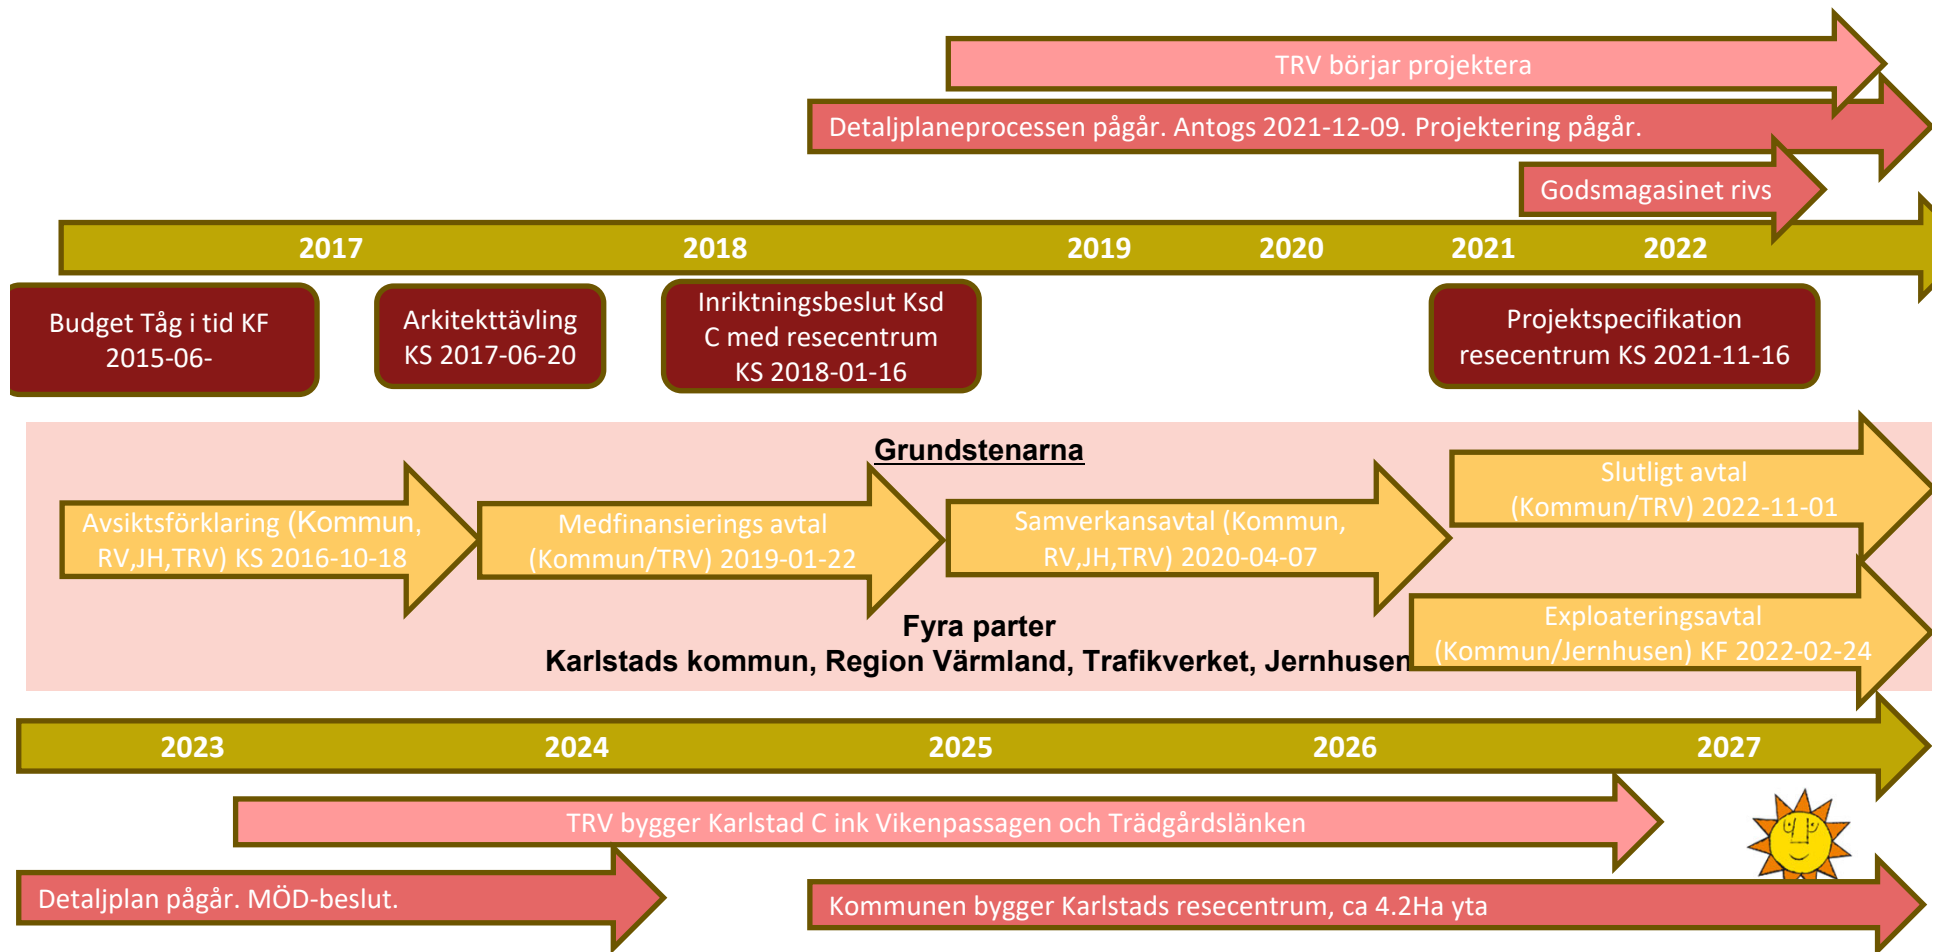 TRV börjar projektera
Detaljplaneprocessen pågår. Antogs 2021-12-09. Projektering pågår.
Godsmagasinet rivs
2017 2018 2019 2020 2021 2022
Budget Tåg i tid KF
2015-06-
Arkitekttävling
KS 2017-06-20
Inriktningsbeslut Ksd
C med resecentrum
KS 2018-01-16
Projektspecifikation
resecentrum KS 2021-11-16
Grundstenarna
Avsiktsförklaring (Kommun,
RV,JH,TRV) KS 2016-10-18
Medfinansierings avtal
(Kommun/TRV) 2019-01-22
Samverkansavtal (Kommun,
RV,JH,TRV) 2020-04-07
Slutligt avtal
(Kommun/TRV) 2022-11-01
Exploateringsavtal
(Kommun/Jernhusen) KF 2022-02-24
Fyra parter
Karlstads kommun, Region Värmland, Trafikverket, Jernhusen
2023 2024 2025 2026 2027
TRV bygger Karlstad C ink Vikenpassagen och Trädgårdslänken
Detaljplan pågår. MÖD-beslut.
Kommunen bygger Karlstads resecentrum, ca 4.2Ha yta